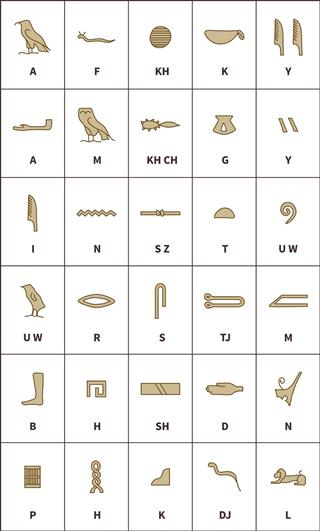 A F KH K Y
A M KH CH G Y
I N S Z T U W
U W R S TJ M
B H SH D N
P H K DJ L